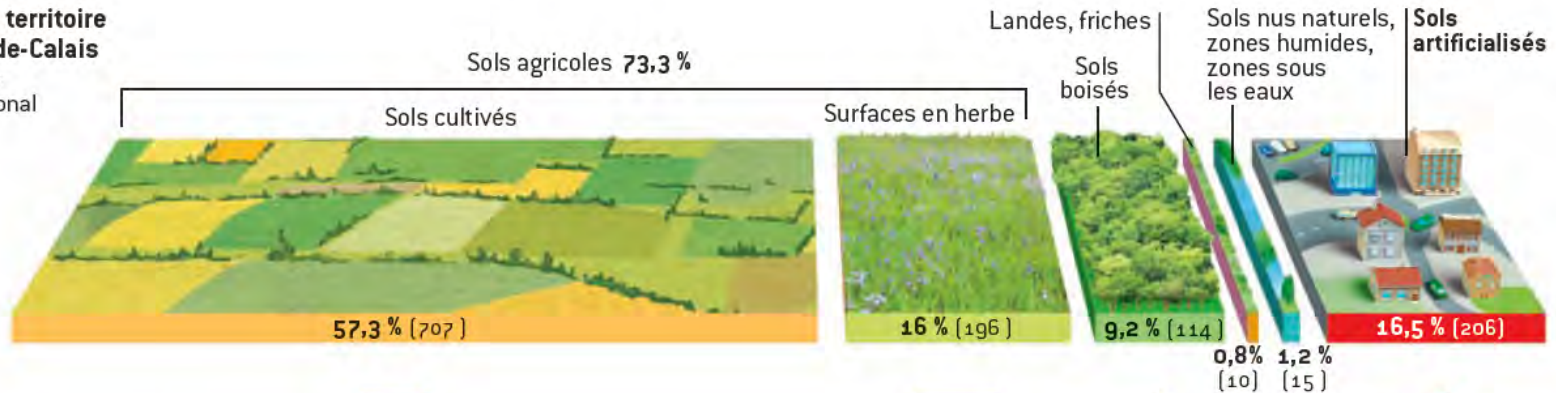 territoire
de-Calais
onal
Sols agricoles 73,3 %
Sols cultivés
Surfaces en herbe
Sols
boisés
Landes, friches
Sols nus naturels,
zones humides,
zones sous
les eaux
Sols
artificialisés
57,3 % (707)
16 % (196)
9,2 % (114)
0,8%
(10)
1,2 %
(15)
16,5 % (206)